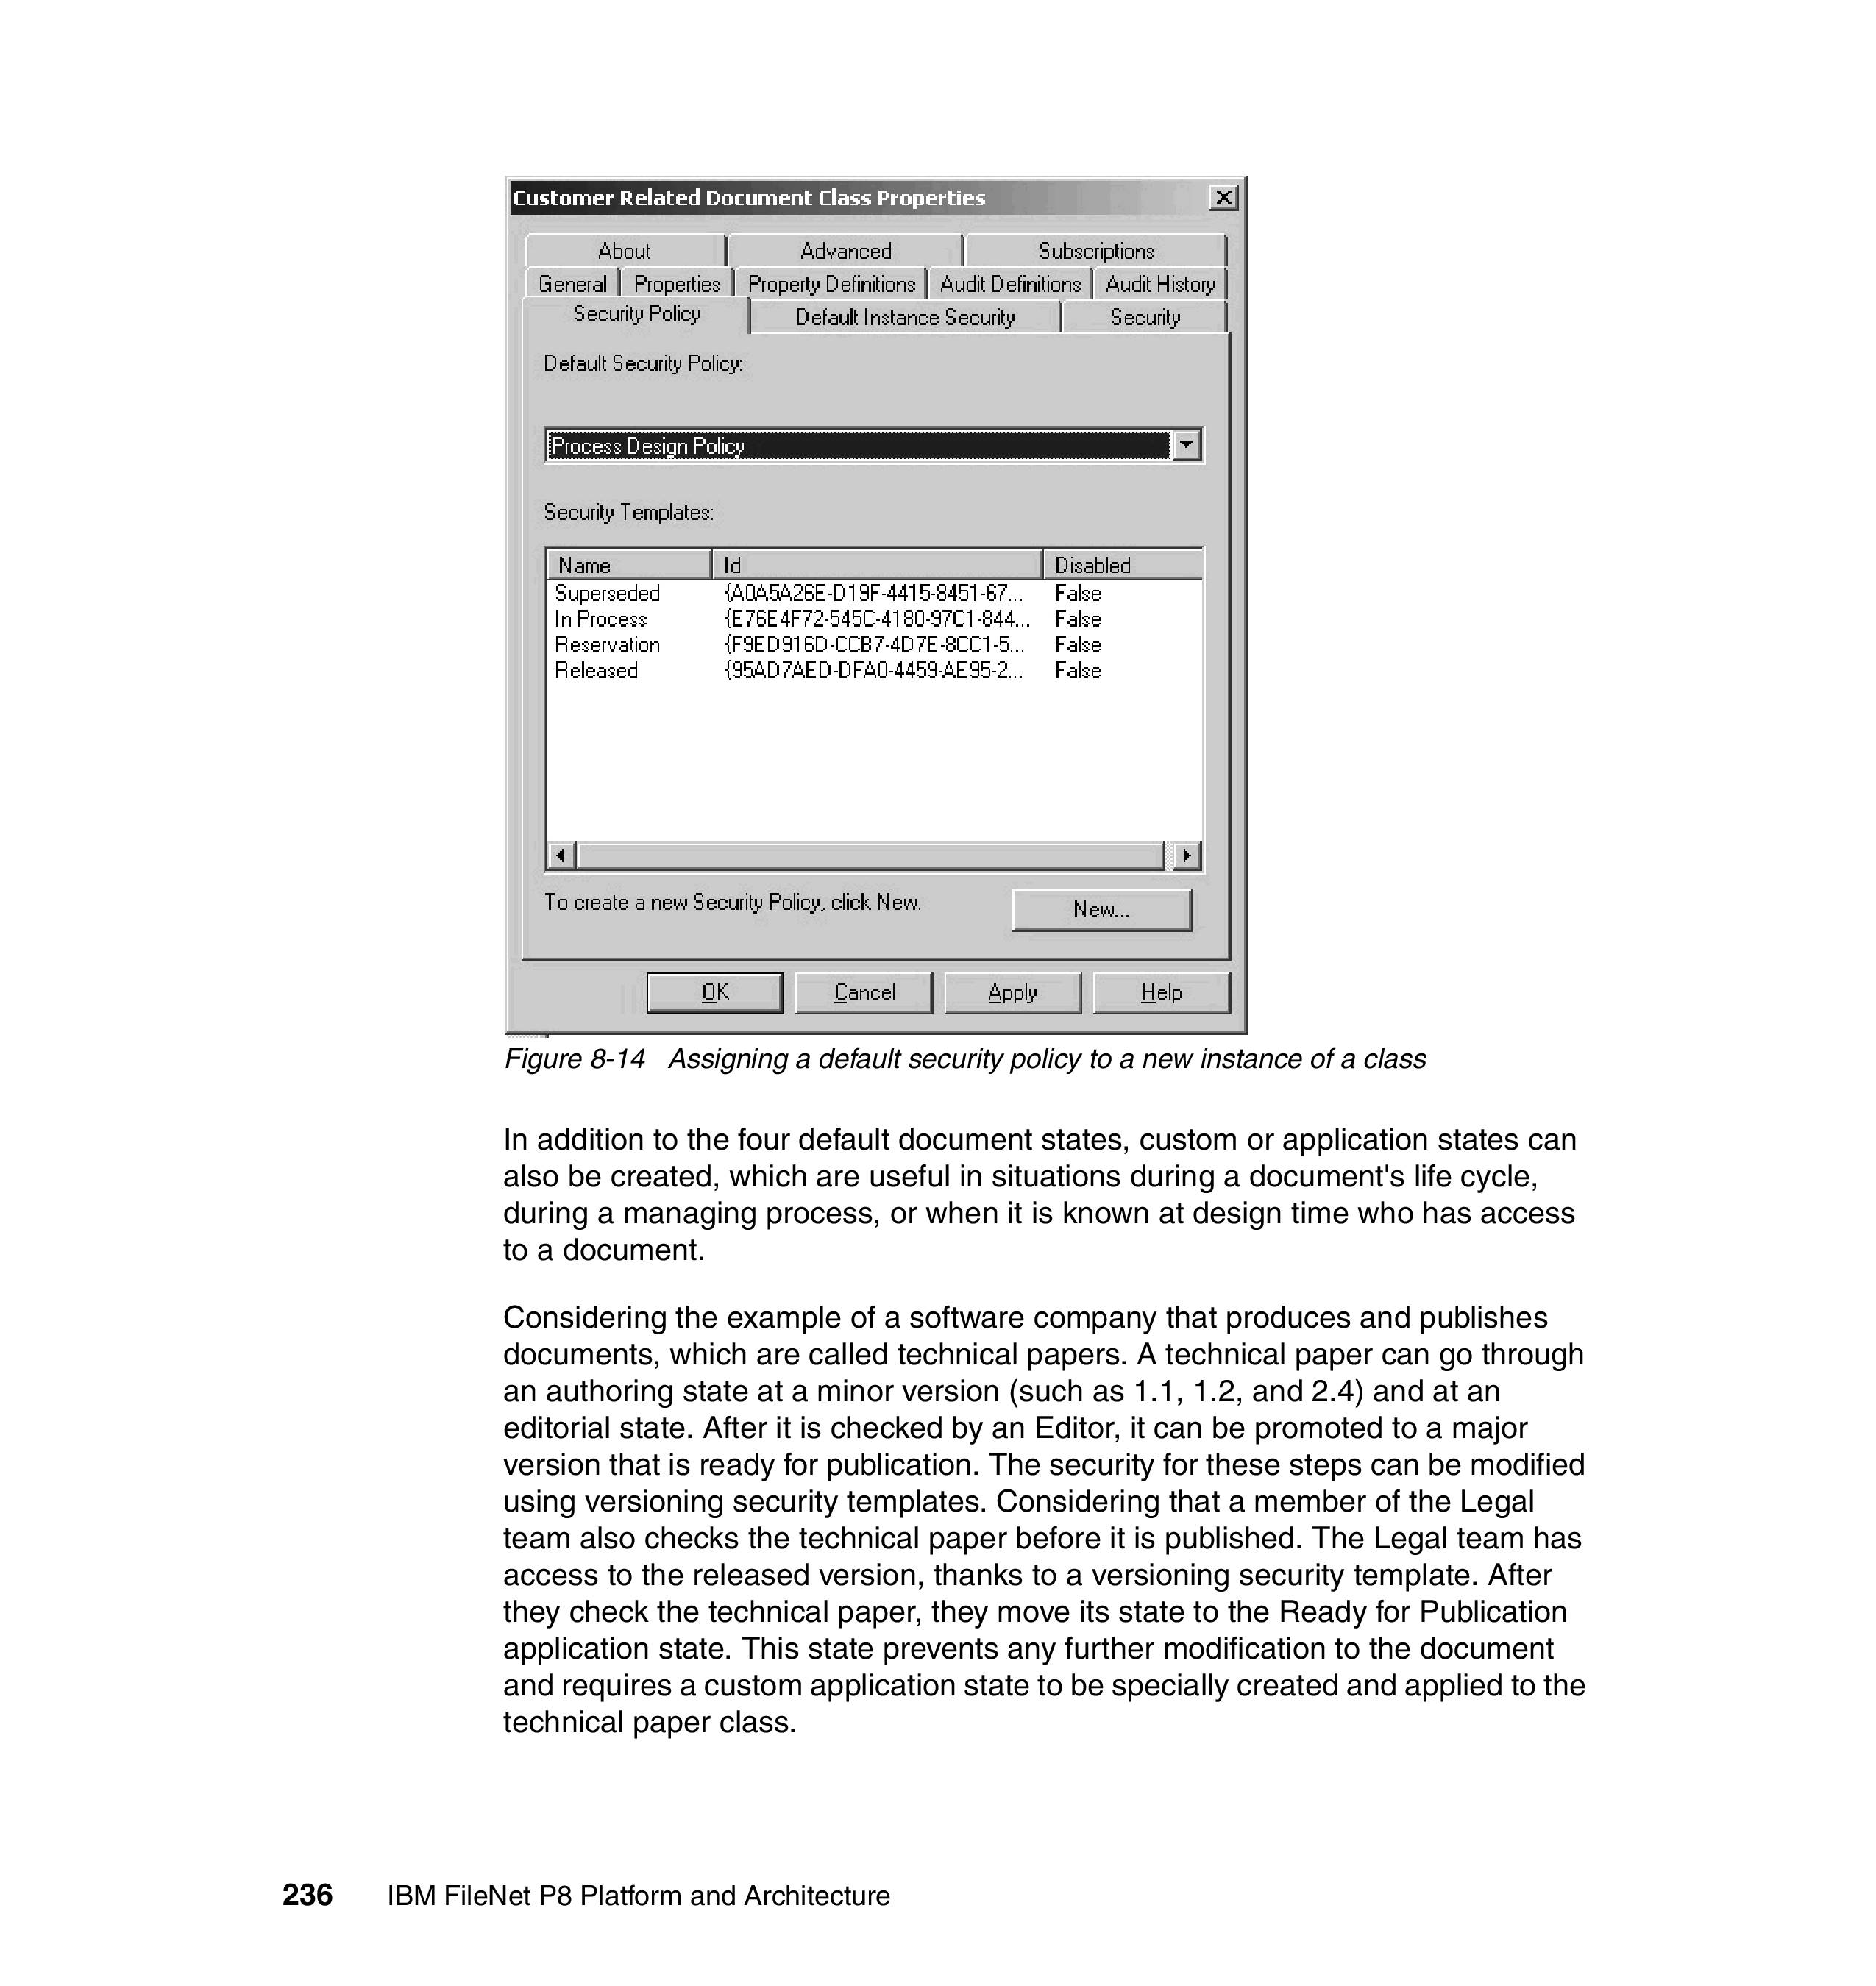 Customer Related Document Class Properties
About Advanced Subscriptions
General Properties Property Definitions Audit Definitions Audit History
Security Policy Default Instance Security Security
Default Security Policy:
Process Design Policy
Security Templates:
Name Id Disabled
Superseded {A0A5A26E-D19F-4415-8451-67... False
In Process {E76E4F72-545C-4180-97C1-844... False
Reservation {F9ED916D-CCB7-4D7E-8CC1-5... False
Released {95AD7AED-DFA0-4459-AE95-2... False
To create a new Security Policy, click New. New...
OK Cancel Apply Help
Figure 8-14 Assigning a default security policy to a new instance of a class
In addition to the four default document states, custom or application states can
also be created, which are useful in situations during a document's life cycle,
during a managing process, or when it is known at design time who has access
to a document.
Considering the example of a software company that produces and publishes
documents, which are called technical papers. A technical paper can go through
an authoring state at a minor version (such as 1.1, 1.2, and 2.4) and at an
editorial state. After it is checked by an Editor, it can be promoted to a major
version that is ready for publication. The security for these steps can be modified
using versioning security templates. Considering that a member of the Legal
team also checks the technical paper before it is published. The Legal team has
access to the released version, thanks to a versioning security template. After
they check the technical paper, they move its state to the Ready for Publication
application state. This state prevents any further modification to the document
and requires a custom application state to be specially created and applied to the
technical paper class.
236 IBM FileNet P8 Platform and Architecture